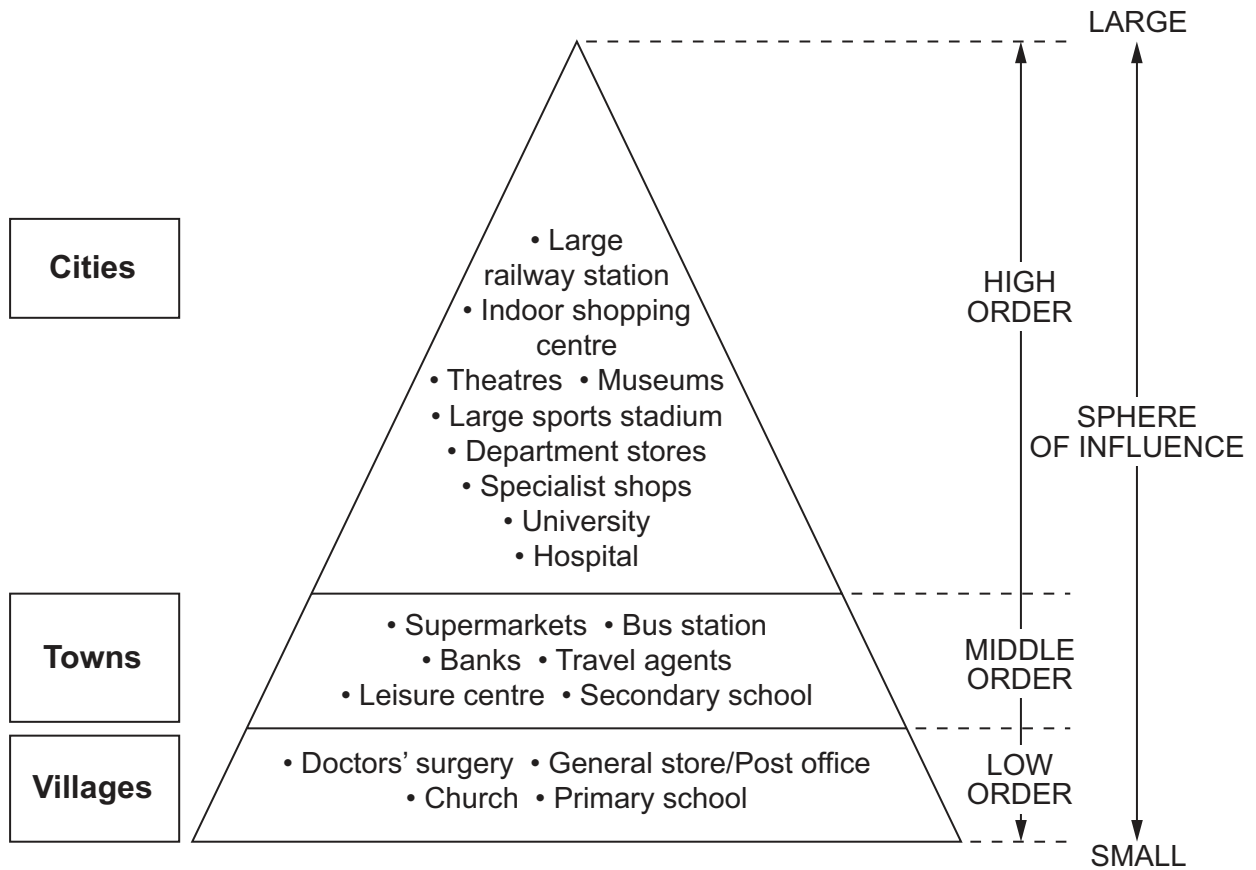 LARGE
Cities
• Large
railway station
• Indoor shopping
centre
• Theatres • Museums
• Large sports stadium
• Department stores
• Specialist shops
• University
• Hospital
HIGH
ORDER
SPHERE
OF INFLUENCE
Towns
• Supermarkets • Bus station
• Banks • Travel agents
• Leisure centre • Secondary school
MIDDLE
ORDER
Villages
• Doctors’ surgery • General store/Post office
• Church • Primary school
LOW
ORDER
SMALL